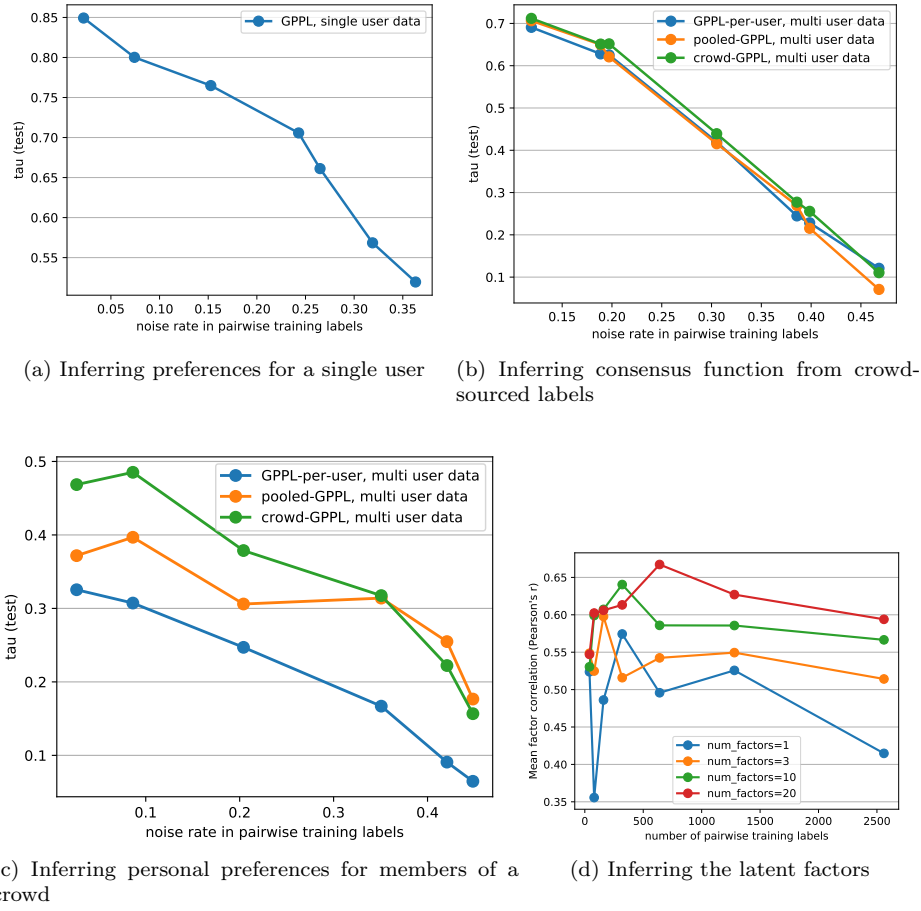 0.85
0.80
0.75
0.70
0.65
0.60
0.55
tau (test)
GPPL, single user data
0.05 0.10 0.15 0.20 0.25 0.30 0.35
noise rate in pairwise training labels
(a) Inferring preferences for a single user
0.7
0.6
0.5
0.4
0.3
0.2
0.1
tau (test)
GPPL-per-user, multi user data
pooled-GPPL, multi user data
crowd-GPPL, multi user data
0.15 0.20 0.25 0.30 0.35 0.40 0.45
noise rate in pairwise training labels
(b) Inferring consensus function from crowd-
sourced labels
0.5
0.4
0.3
0.2
0.1
tau (test)
GPPL-per-user, multi user data
pooled-GPPL, multi user data
crowd-GPPL, multi user data
0.1 0.2 0.3 0.4
noise rate in pairwise training labels
c) Inferring personal preferences for members of a
crowd
0.65
0.60
0.55
0.50
0.45
0.40
0.35
Mean factor correlation (Pearson's r)
num_factors=1
num_factors=3
num_factors=10
num_factors=20
0 500 1000 1500 2000 2500
number of pairwise training labels
(d) Inferring the latent factors